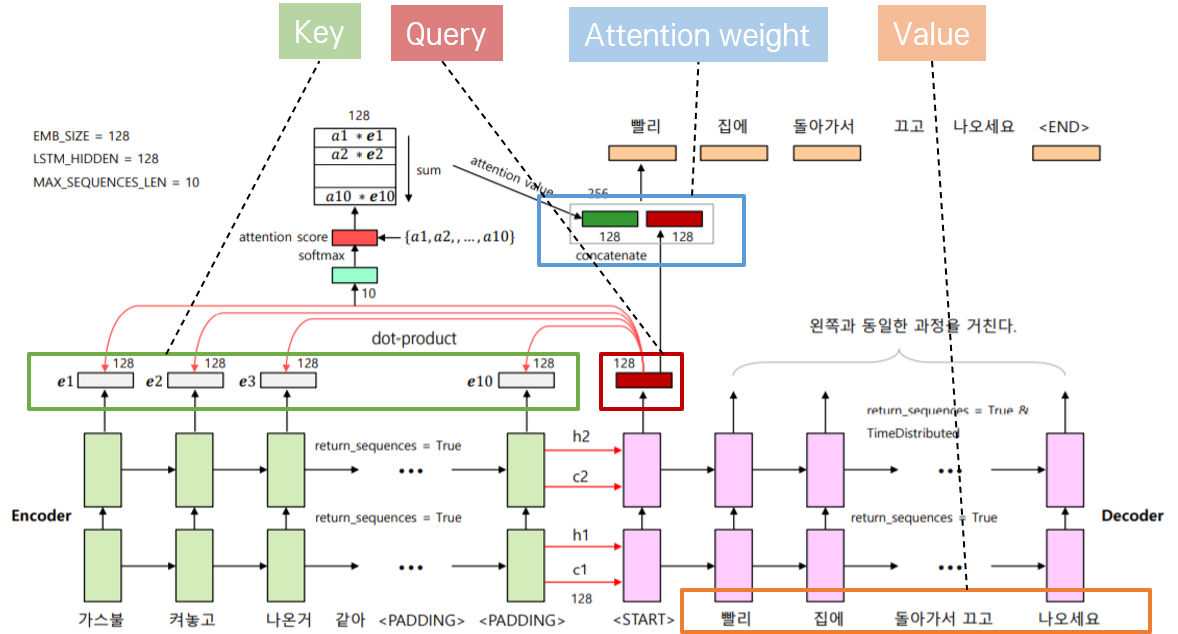 Key
Query
Attention weight
Value
EMB_SIZE = 128
LSTM_HIDDEN = 128
MAX_SEQUENCES_LEN = 10
128
a1 * e1
a2 * e2
a10 * e10
sum
attention value
attention score
{a1, a2, , … , a10}
softmax
10
빨리
집에
돌아가서
끄고
나오세요
<END>
256
128
128
concatenate
dot-product
왼쪽과 동일한 과정을 거친다.
e1
128
e2
128
e3
128
e10
128
128
return_sequences = True
h2
c2
return_sequences = True &
TimeDistributed
•••
•••
Encoder
Decoder
return_sequences = True
h1
c1
128
return_sequences = True
•••
•••
가스불
켜놓고
나온거
같아
<PADDING>
<PADDING>
<START>
빨리
집에
돌아가서 끄고
나오세요